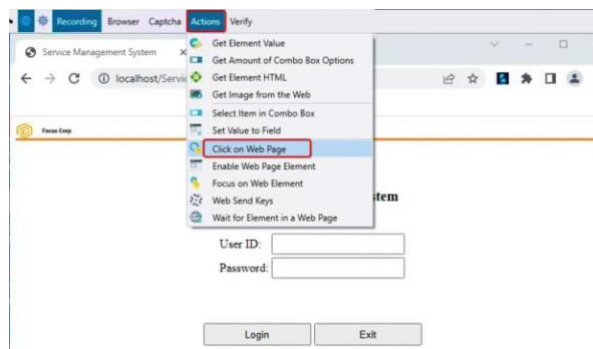 Recording Browser Captcha Actions Verify
Get Element Value
Get Amount of Combo Box Options
Get Element HTML
Get Image from the Web
Select Item in Combo Box
Set Value to Field
Click on Web Page
Enable Web Page Element
Focus on Web Element
Web Send Keys
Wait for Element in a Web Page
Service Management System
localhost/Servic
Focus Corp
stem
User ID:
Password:
Login Exit